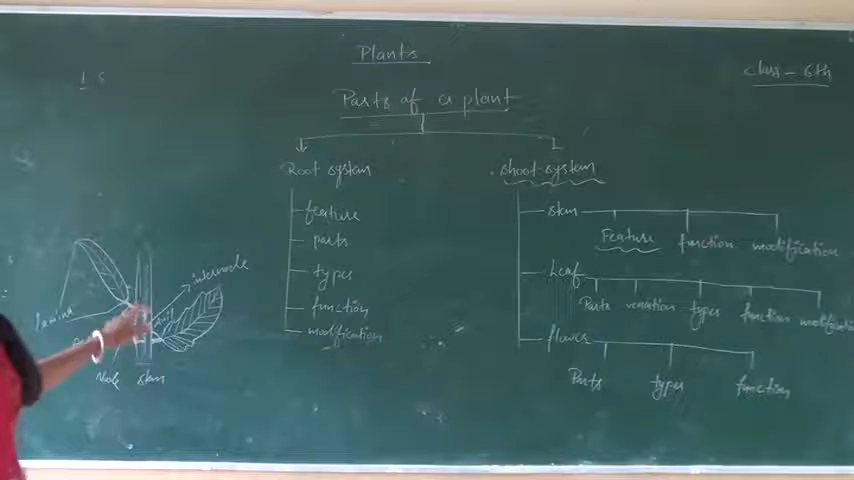 Plants
Class - 6th
Parts of a plant
Root system
Shoot system
feature
parts
types
function
modification
stem
Feature function modification
Leaf
Parts venation types function modificati
flower
Parts types function
internode
lamina
Node stem